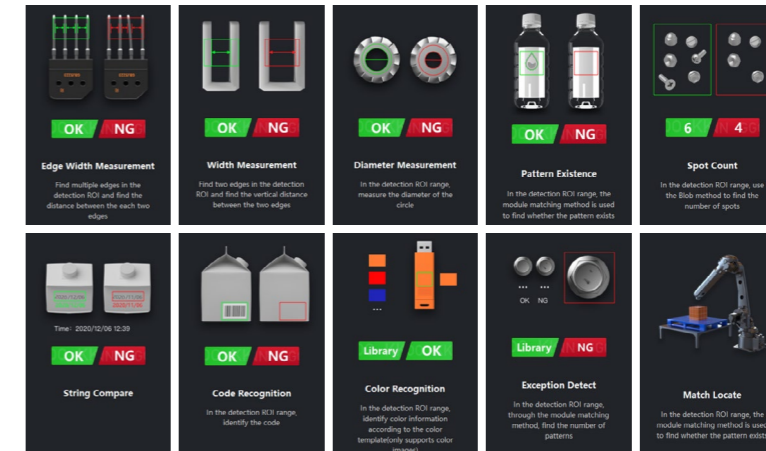 OK NG
Edge Width Measurement
Find multiple edges in the
detection ROI and find the
distance between the each two
edges
OK NG
Width Measurement
Find two edges in the detection
ROI and find the vertical distance
between the two edges
OK NG
Diameter Measurement
In the detection ROI range,
measure the diameter of the
circle
OK NG
Pattern Existence
In the detection ROI range, the
module matching method is used
to find whether the pattern exists
6 4
Spot Count
In the detection ROI range, use
the Blob method to find the
number of spots
Time: 2020/12/06 12:39
OK NG
String Compare
OK NG
Code Recognition
In the detection ROI range,
identify the code
...
Library OK
Color Recognition
In the detection ROI range,
identify color information
according to the color
template(only supports color
images)
... ...
OK NG
Library NG
Exception Detect
In the detection ROI range,
through the module matching
method, find the number of
patterns
Match Locate
In the detection ROI range, the
module matching method is used
to find whether the pattern exists